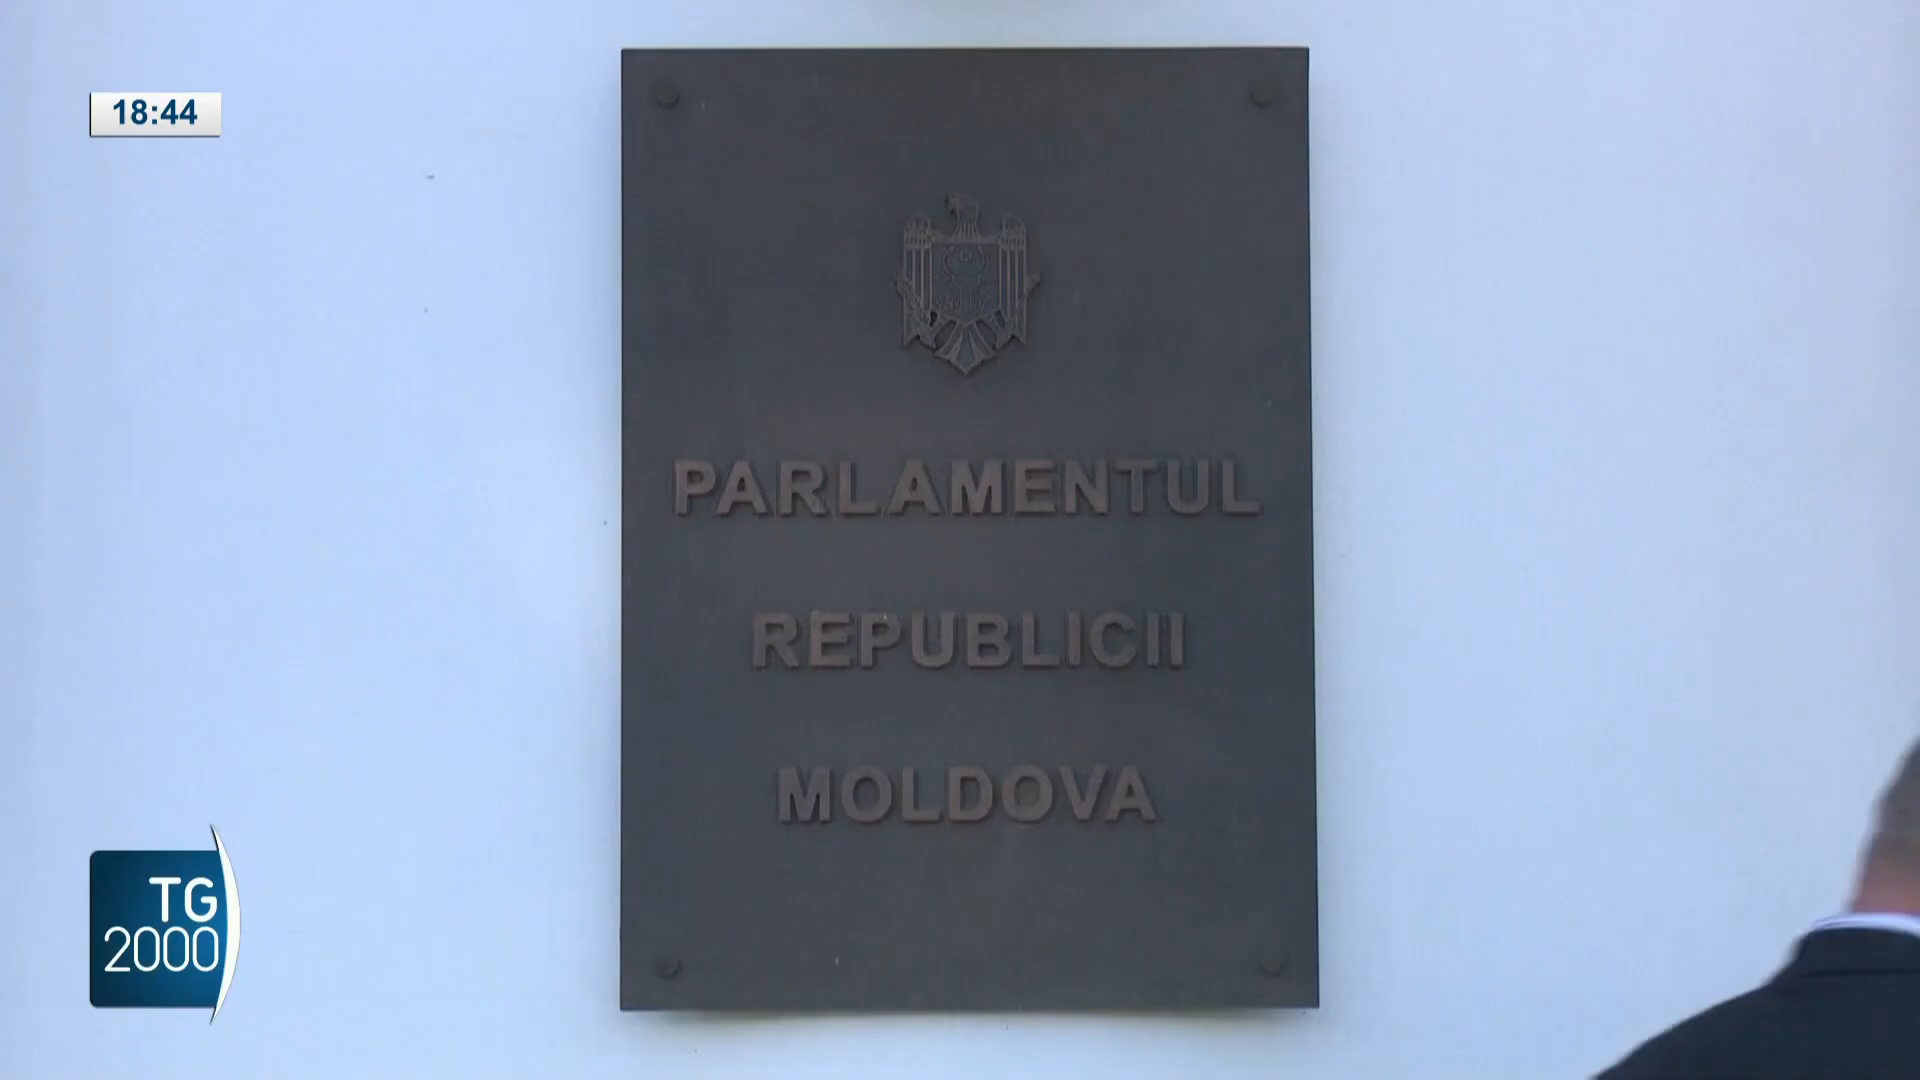 18:44
PARLAMENTUL
REPUBLICII
MOLDOVA
TG
2000